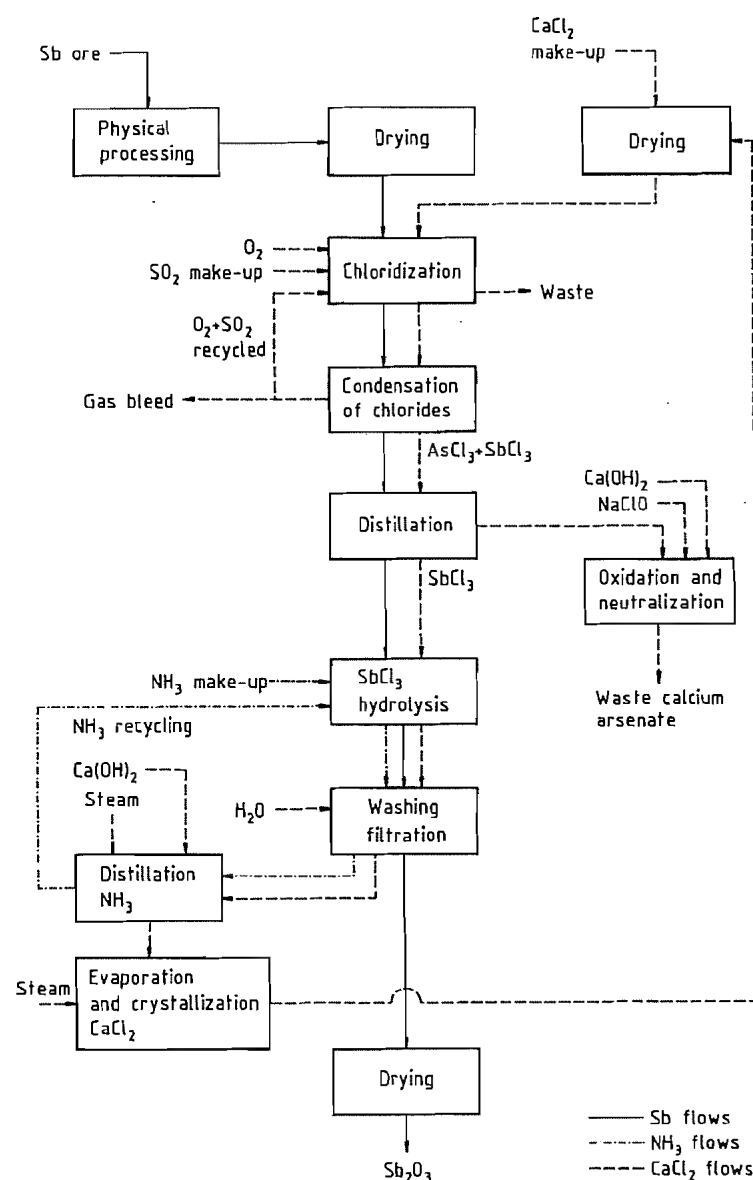 Sb ore
CaCl₂
make-up
Physical
processing
Drying
Drying
O₂
SO₂ make-up
Chloridization
Waste
O₂+SO₂
recycled
Gas bleed
Condensation
of chlorides
AsCl₃+SbCl₃
Ca(OH)₂
NaClO
Distillation
SbCl₃
Oxidation and
neutralization
NH₃ make-up
SbCl₃
hydrolysis
Waste calcium
arsenate
NH₃ recycling
Ca(OH)₂
Steam
H₂O
Washing
filtration
Distillation
NH₃
Steam
Evaporation
and crystallization
CaCl₂
Drying
Sb₂O₃
Sb flows
NH₃ flows
CaCl₂ flows